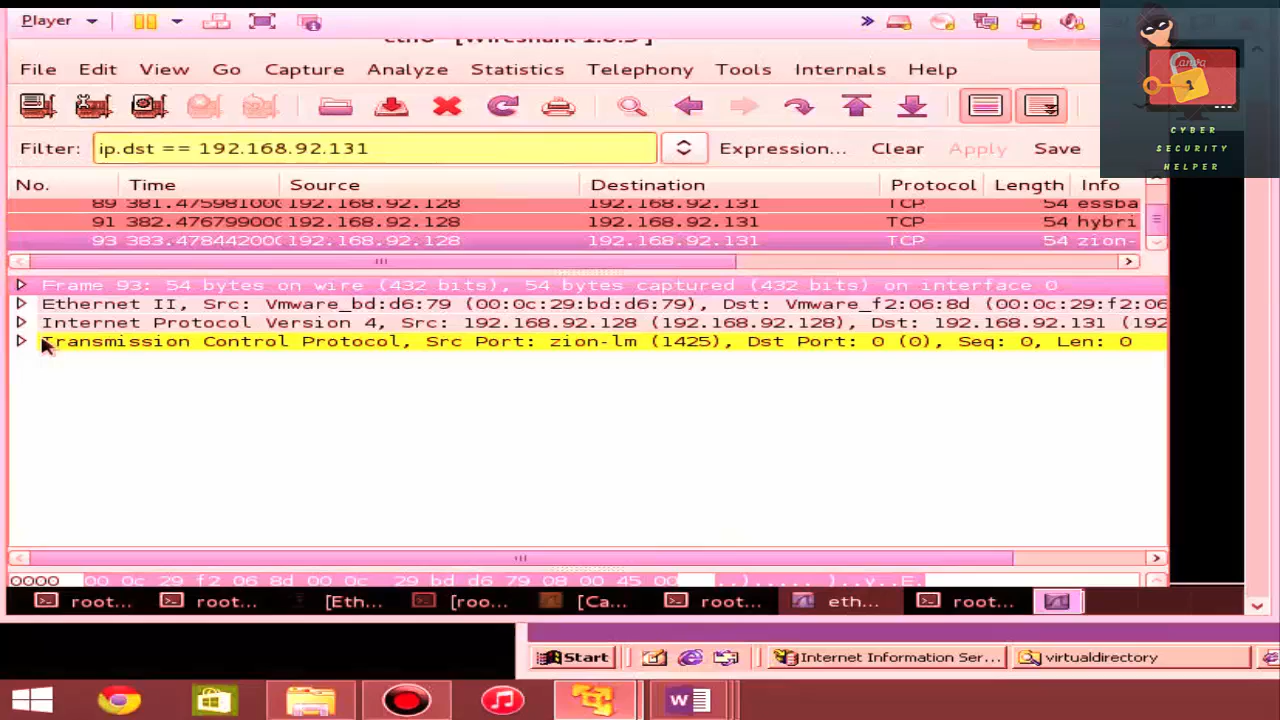 Player
File Edit View Go Capture Analyze Statistics Telephony Tools Internals Help
Filter: ip.dst == 192.168.92.131 Expression... Clear Apply Save
Canva
CYBER
SECURITY
HELPER
No. Time Source Destination Protocol Length Info
89 381.475981000 192.168.92.128 192.168.92.131 TCP 54 essba
91 382.476799000 192.168.92.128 192.168.92.131 TCP 54 hybri
93 383.478442000 192.168.92.128 192.168.92.131 TCP 54 zion-
Frame 93: 54 bytes on wire (432 bits), 54 bytes captured (432 bits) on interface 0
Ethernet II, Src: Vmware_bd:d6:79 (00:0c:29:bd:d6:79), Dst: Vmware_f2:06:8d (00:0c:29:f2:06
Internet Protocol Version 4, Src: 192.168.92.128 (192.168.92.128), Dst: 192.168.92.131 (192
Transmission Control Protocol, Src Port: zion-lm (1425), Dst Port: 0 (0), Seq: 0, Len: 0
0000 00 0c 29 f2 06 8d 00 0c 29 bd d6 79 08 00 45 00 ..)..... )..y..E.
root... root... [Eth... [roo... [Ca... root... eth... root...
Start Internet Information Ser... virtualdirectory